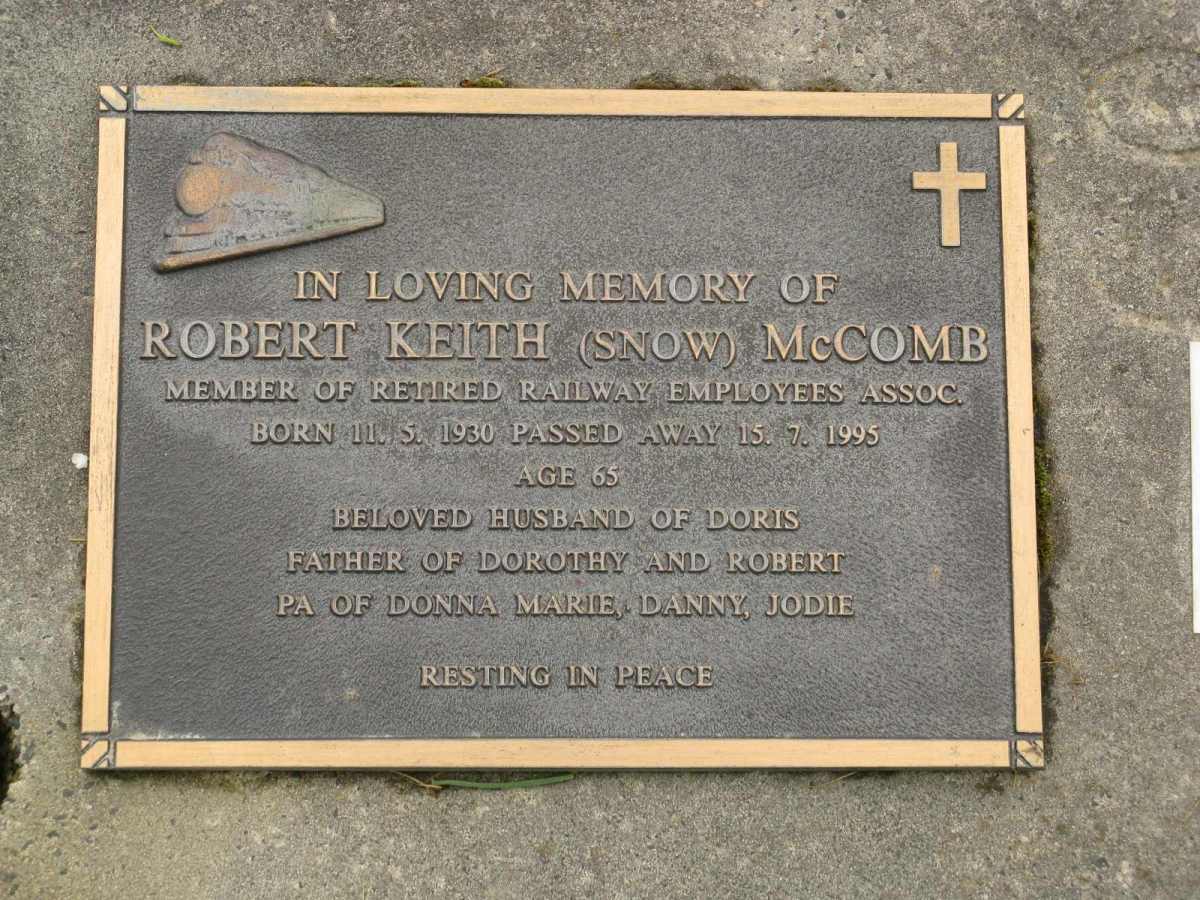 IN LOVING MEMORY OF
ROBERT KEITH (SNOW) McCOMB
MEMBER OF RETIRED RAILWAY EMPLOYEES ASSOC.
BORN 11. 5. 1930 PASSED AWAY 15. 7. 1995
AGE 65
BELOVED HUSBAND OF DORIS
FATHER OF DOROTHY AND ROBERT
PA OF DONNA MARIE, DANNY, JODIE
RESTING IN PEACE